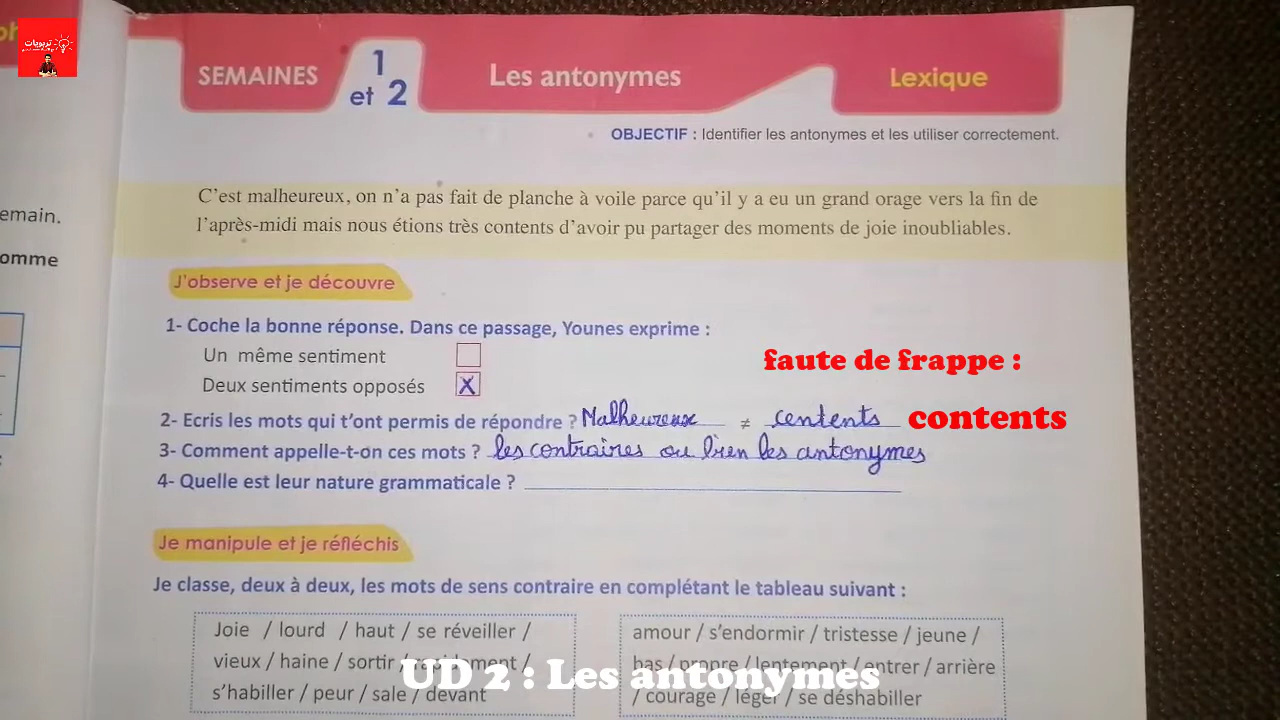 تربويات
SEMAINES 1 et 2
Les antonymes
Lexique
OBJECTIF : Identifier les antonymes et les utiliser correctement.
C'est malheureux, on n'a pas fait de planche à voile parce qu'il y a eu un grand orage vers la fin de
l'après-midi mais nous étions très contents d'avoir pu partager des moments de joie inoubliables.
emain.
omme
J'observe et je découvre
1- Coche la bonne réponse. Dans ce passage, Younes exprime :
Un même sentiment
Deux sentiments opposés X
faute de frappe :
2- Ecris les mots qui t'ont permis de répondre ? Malheureux ≠ centents contents
3- Comment appelle-t-on ces mots ? les contraires ou bien les antonymes
4- Quelle est leur nature grammaticale ?
Je manipule et je réfléchis
Je classe, deux à deux, les mots de sens contraire en complétant le tableau suivant :
Joie / lourd / haut / se réveiller /
vieux / haine / sortir / rapidement /
s'habiller / peur / sale / devant
amour / s'endormir / tristesse / jeune /
bas / propre / lentement / entrer / arrière
/ courage / léger / se déshabiller
UD 2 : Les antonymes